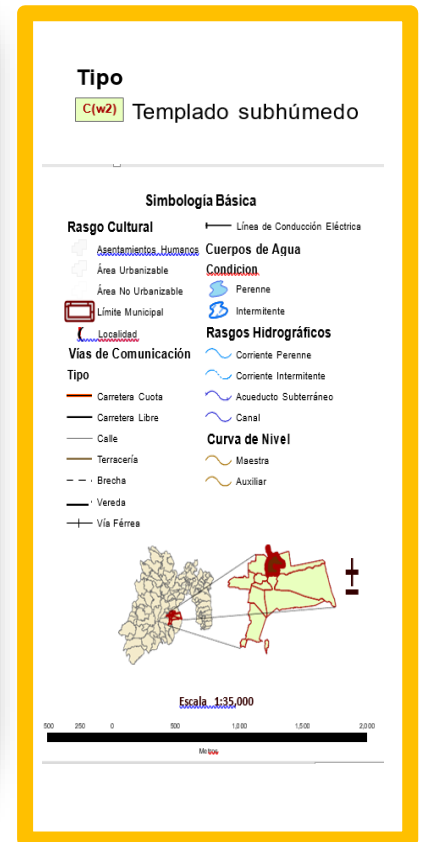 Tipo
C(w2) Templado subhúmedo
Simbología Básica
Rasgo Cultural
Asentamientos Humanos
Área Urbanizable
Área No Urbanizable
Límite Municipal
Localidad
Vías de Comunicación
Tipo
Carretera Cuota
Carretera Libre
Calle
Terracería
Brecha
Vereda
Vía Férrea
Línea de Conducción Eléctrica
Cuerpos de Agua
Condicion
Perenne
Intermitente
Rasgos Hidrográficos
Corriente Perenne
Corriente Intermitente
Acueducto Subterráneo
Canal
Curva de Nivel
Maestra
Auxiliar
Escala 1:35,000
500 250 0 500 1,000 1,500 2,000
Metros